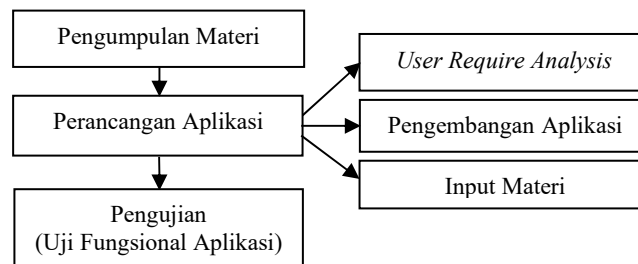 Pengumpulan Materi
User Require Analysis
Perancangan Aplikasi
Pengembangan Aplikasi
Input Materi
Pengujian
(Uji Fungsional Aplikasi)